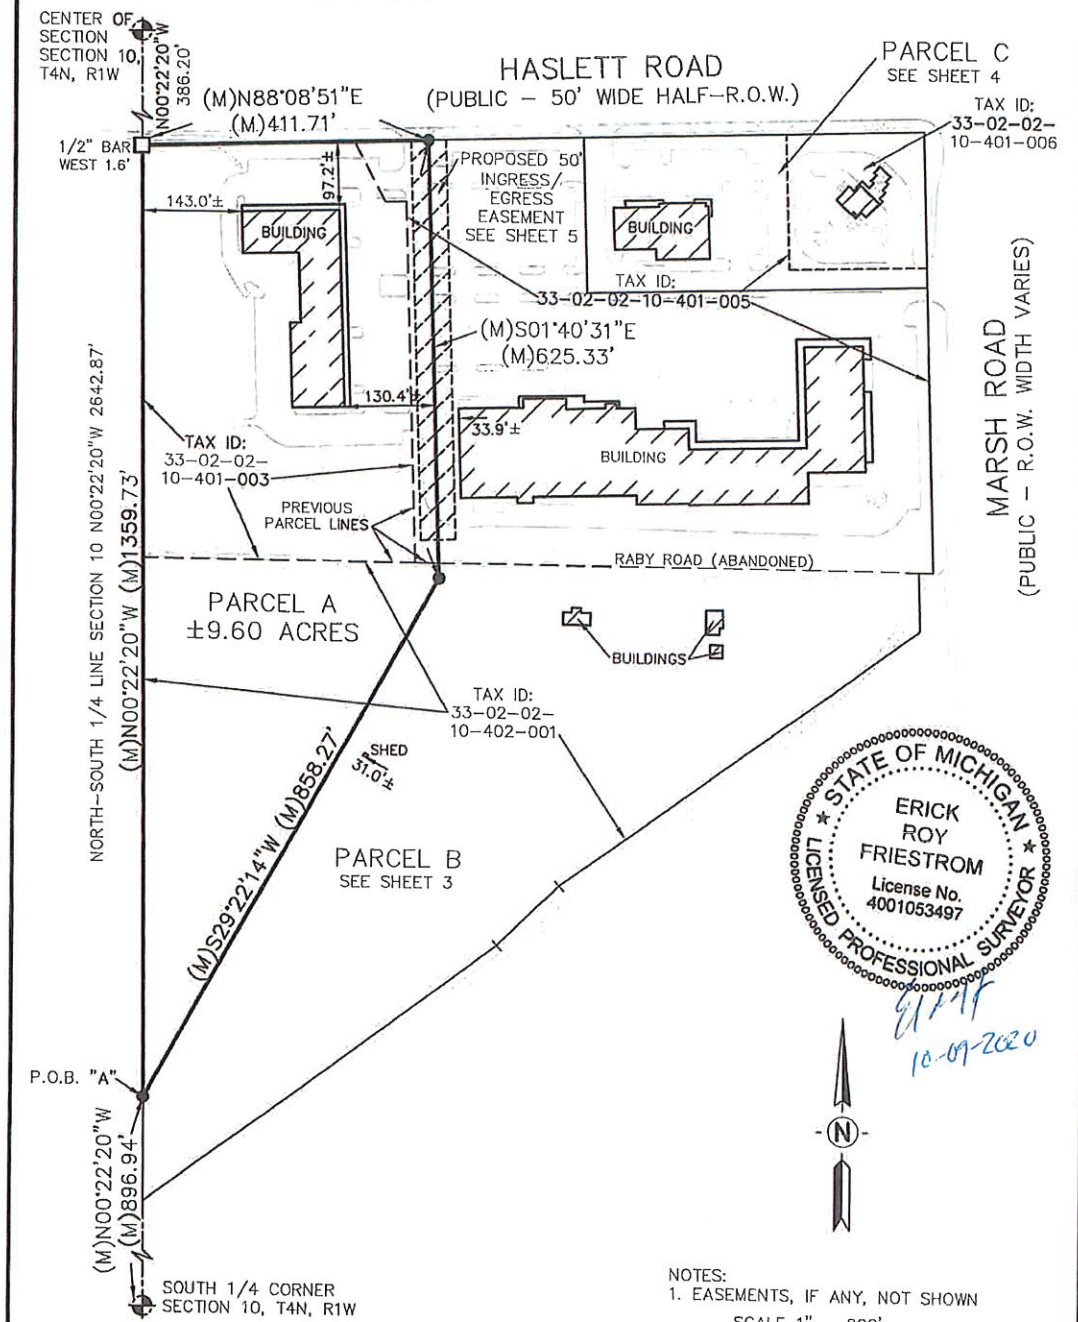 CENTER OF
SECTION
SECTION 10,
T4N, R1W
N00°22'20"W
386.20'
(M)N88°08'51"E
(M)411.71'
HASLETT ROAD
(PUBLIC - 50' WIDE HALF-R.O.W.)
PARCEL C
SEE SHEET 4
TAX ID:
33-02-02-
10-401-006
1/2" BAR
WEST 1.6'
97.2'±
143.0'±
BUILDING
PROPOSED 50'
INGRESS/
EGRESS
EASEMENT
SEE SHEET 5
BUILDING
TAX ID:
33-02-02-10-401-005
(M)S01°40'31"E
(M)625.33'
MARSH ROAD
(PUBLIC - R.O.W. WIDTH VARIES)
130.4'±
33.9'±
BUILDING
TAX ID:
33-02-02-
10-401-003
PREVIOUS
PARCEL LINES
RABY ROAD (ABANDONED)
NORTH-SOUTH 1/4 LINE SECTION 10 N00°22'20"W 2642.87'
(M)N00°22'20"W (M)1359.73'
PARCEL A
±9.60 ACRES
BUILDINGS
TAX ID:
33-02-02-
10-402-001
SHED
31.0'±
(M)S29°22'14"W (M)858.27'
PARCEL B
SEE SHEET 3
STATE OF MICHIGAN
ERICK
ROY
FRIESTROM
License No.
4001053497
LICENSED PROFESSIONAL SURVEYOR
10-09-2020
P.O.B. "A"
(M)N00°22'20"W
(M)896.94'
N
SOUTH 1/4 CORNER
SECTION 10, T4N, R1W
NOTES:
1. EASEMENTS, IF ANY, NOT SHOWN
SCALE 1"